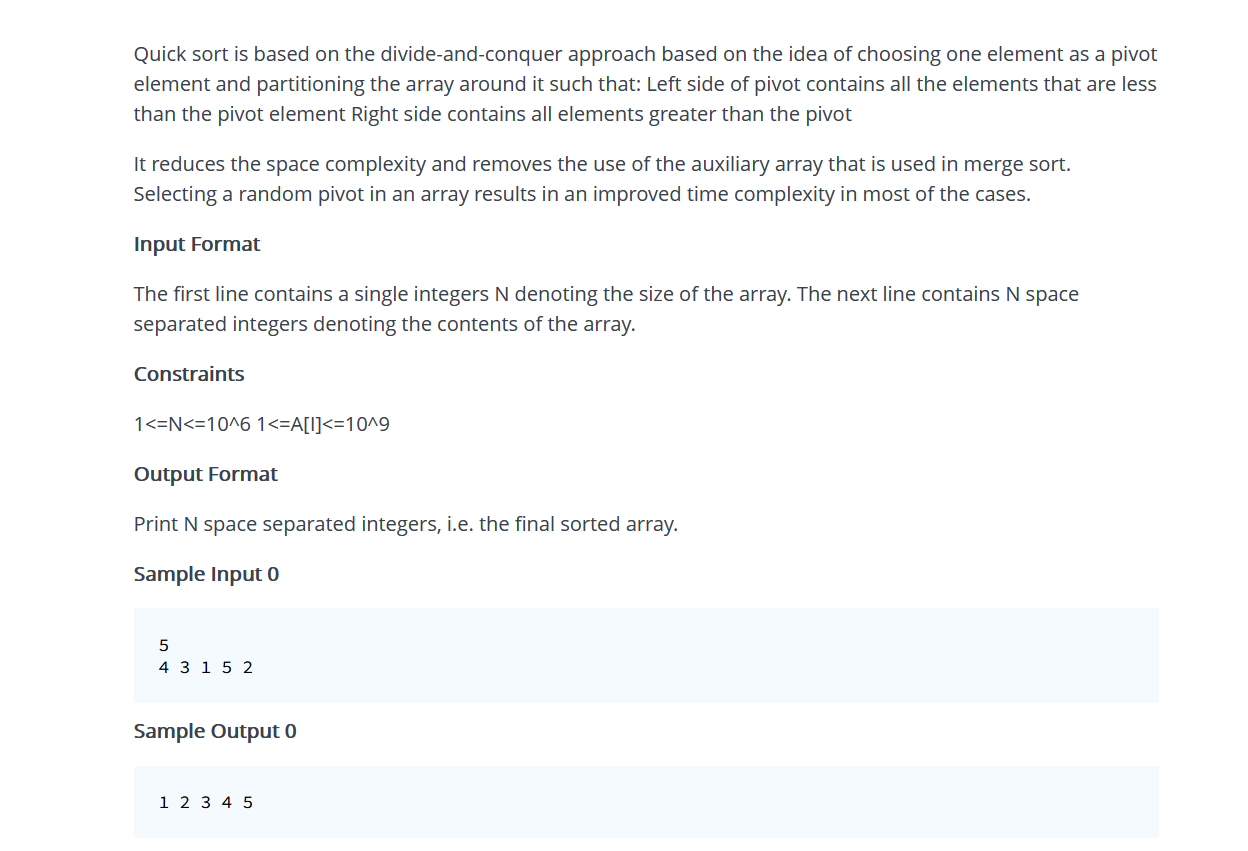 Quick sort is based on the divide-and-conquer approach based on the idea of choosing one element as a pivot
element and partitioning the array around it such that: Left side of pivot contains all the elements that are less
than the pivot element Right side contains all elements greater than the pivot
It reduces the space complexity and removes the use of the auxiliary array that is used in merge sort.
Selecting a random pivot in an array results in an improved time complexity in most of the cases.
Input Format
The first line contains a single integers N denoting the size of the array. The next line contains N space
separated integers denoting the contents of the array.
Constraints
1<=N<=10^6 1<=A[I]<=10^9
Output Format
Print N space separated integers, i.e. the final sorted array.
Sample Input 0
5
4 3 1 5 2
Sample Output 0
1 2 3 4 5